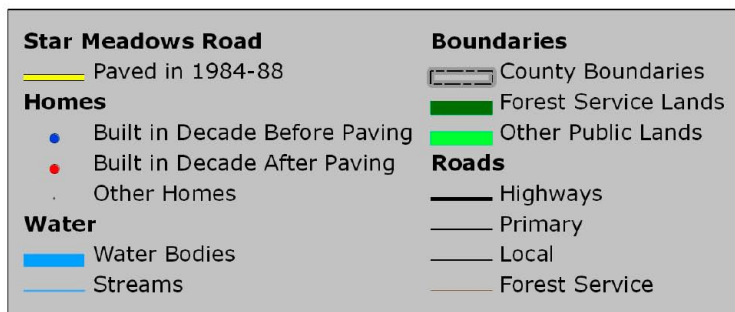 Star Meadows Road
Paved in 1984-88
Homes
Built in Decade Before Paving
Built in Decade After Paving
Other Homes
Water
Water Bodies
Streams
Boundaries
County Boundaries
Forest Service Lands
Other Public Lands
Roads
Highways
Primary
Local
Forest Service